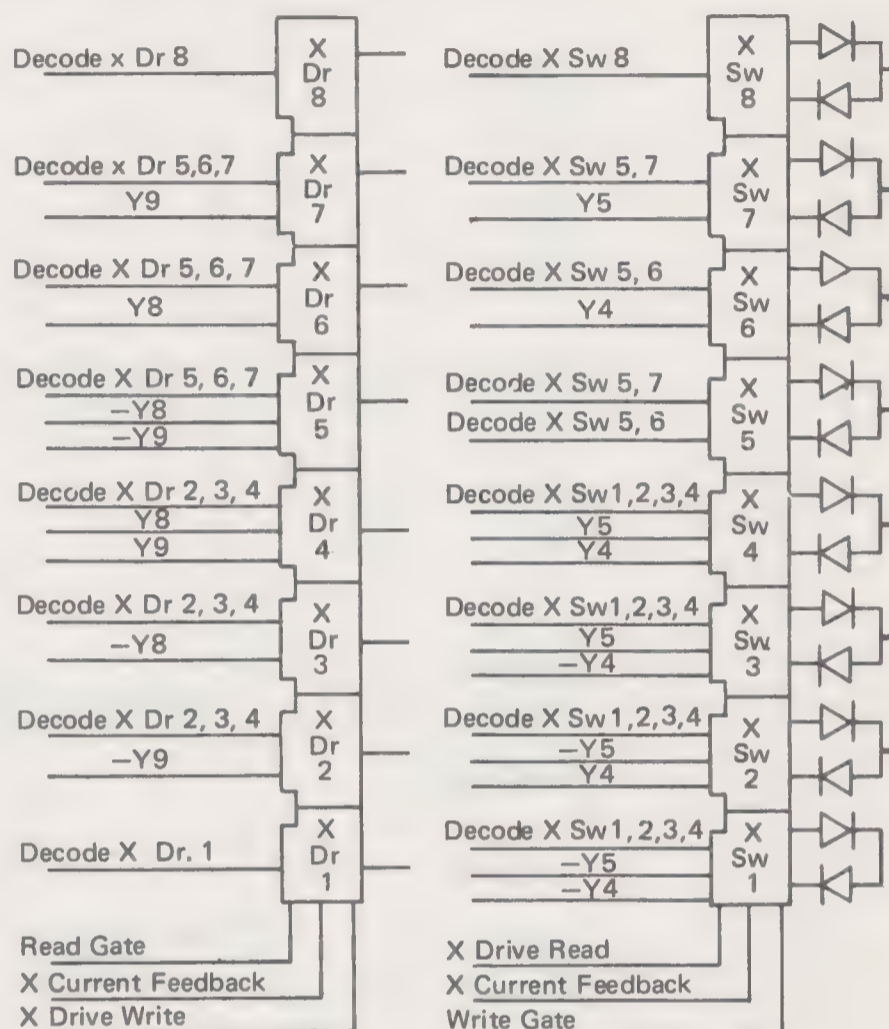 Decode x Dr 8
X
Dr
8
Decode x Dr 5,6,7
Y9
X
Dr
7
Decode X Dr 5, 6, 7
Y8
X
Dr
6
Decode X Dr 5, 6, 7
—Y8
—Y9
X
Dr
5
Decode X Dr 2, 3, 4
Y8
Y9
X
Dr
4
Decode X Dr 2, 3, 4
—Y8
X
Dr
3
Decode X Dr 2, 3, 4
—Y9
X
Dr
2
Decode X Dr. 1
X
Dr
1
Read Gate
X Current Feedback
X Drive Write
Decode X Sw 8
X
Sw
8
Decode X Sw 5, 7
Y5
X
Sw
7
Decode X Sw 5, 6
Y4
X
Sw
6
Decode X Sw 5, 7
Decode X Sw 5, 6
X
Sw
5
Decode X Sw1,2,3,4
Y5
Y4
X
Sw
4
Decode X Sw1,2,3, 4
Y5
—Y4
X
Sw
3
Decode X Sw1,2,3,4
—Y5
Y4
X
Sw
2
Decode X Sw1, 2,3,4
—Y5
—Y4
X
Sw
1
X Drive Read
X Current Feedback
Write Gate